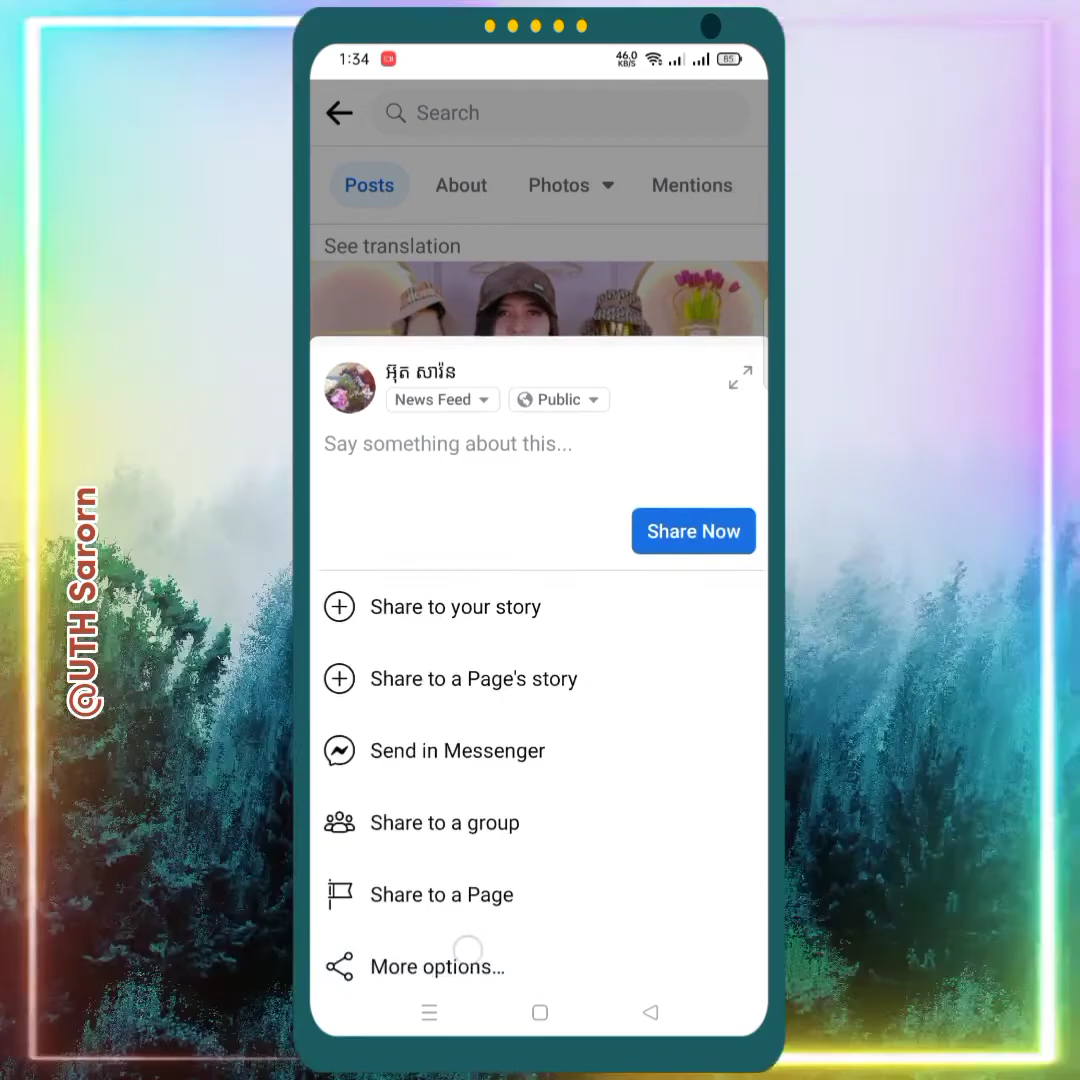 1:34
46.0
KB/S
85
Search
Posts About Photos Mentions
See translation
អ៊ុត សារ៉ន
News Feed Public
Say something about this...
Share Now
Share to your story
Share to a Page's story
Send in Messenger
Share to a group
Share to a Page
More options...
@UTH Sarorn